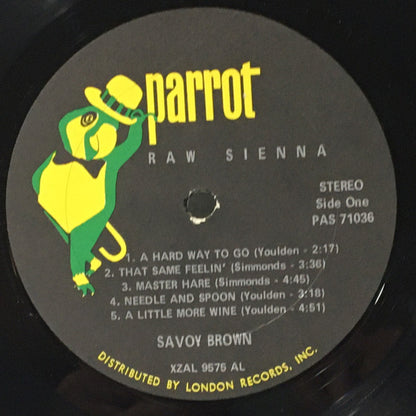 parrot
RAW SIENNA
STEREO
Side One
PAS 71036
1. A HARD WAY TO GO (Youlden - 2:17)
2. THAT SAME FEELIN' (Simmonds - 3:36)
3. MASTER HARE (Simmonds - 4:45)
4. NEEDLE AND SPOON (Youlden - 3:18)
5. A LITTLE MORE WINE (Youlden - 4:51)
SAVOY BROWN
XZAL 9575 AL
DISTRIBUTED BY LONDON RECORDS, INC.